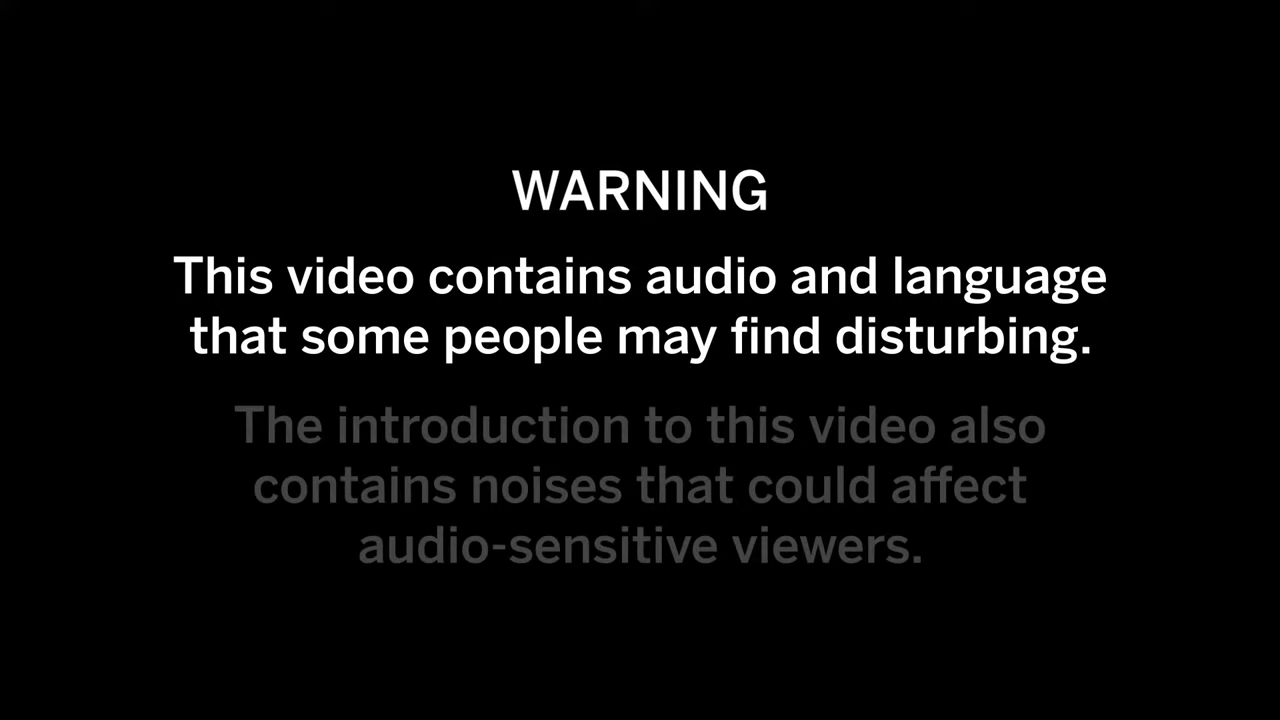 WARNING
This video contains audio and language
that some people may find disturbing.
The introduction to this video also
contains noises that could affect
audio-sensitive viewers.